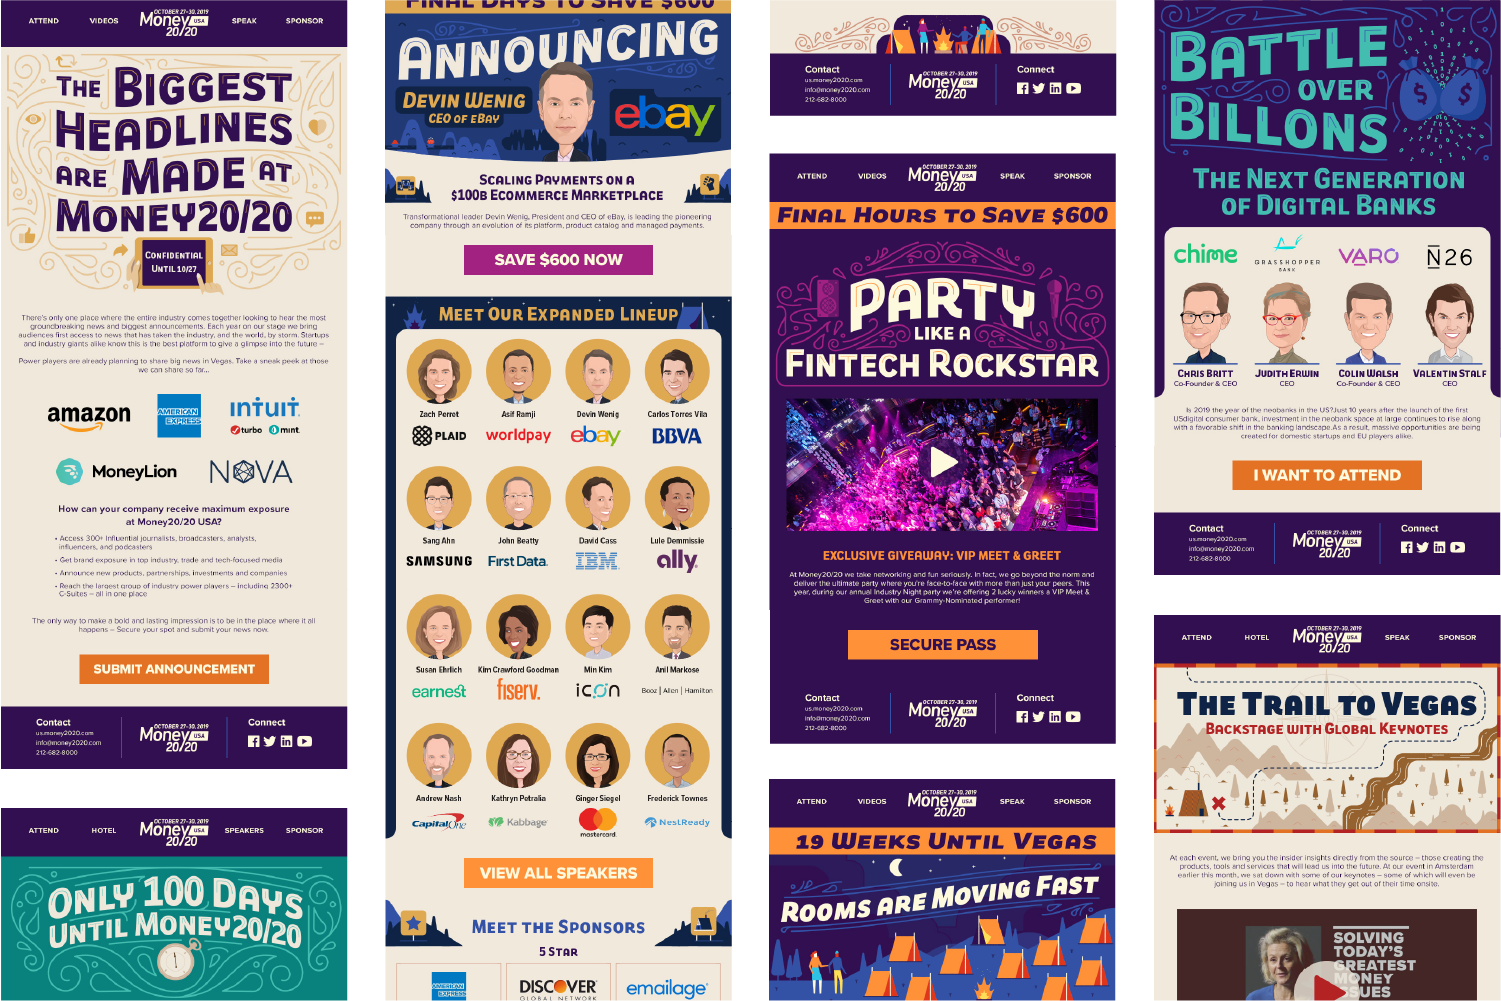 ATTEND
VIDEOS
OCTOBER 27-30, 2019
Money USA
20/20
SPEAK
SPONSOR
THE BIGGEST
HEADLINES
ARE MADE AT
MONEY20/20
CONFIDENTIAL
UNTIL 10/27
There's only one place where the entire industry comes together looking to hear the most
groundbreaking news and biggest announcements. Each year on our stage we bring
audiences first access to news that has taken the industry, and the world, by storm. Startups
and industry giants alike know this is the best platform to give a glimpse into the future –
Power players are already planning to share big news in Vegas. Take a sneak peek at those
we can share so far...
amazon
AMERICAN
EXPRESS
intuit
turbo mint
MoneyLion
NOVA
How can your company receive maximum exposure
at Money20/20 USA?
• Access 300+ Influential journalists, broadcasters, analysts,
influencers, and podcasters
• Get brand exposure in top industry, trade and tech-focused media
• Announce new products, partnerships, investments and companies
• Reach the largest group of industry power players – including 2300+
C-Suites – all in one place
The only way to make a bold and lasting impression is to be in the place where it all
happens – Secure your spot and submit your news now.
SUBMIT ANNOUNCEMENT
Contact
us.money2020.com
info@money2020.com
212-682-8000
OCTOBER 27-30, 2019
Money USA
20/20
Connect
ATTEND
HOTEL
OCTOBER 27-30, 2019
Money USA
20/20
SPEAKERS
SPONSOR
ONLY 100 DAYS
UNTIL MONEY20/20
FINAL DAYS TO SAVE $600
ANNOUNCING
DEVIN WENIG
CEO OF EBAY
ebay
SCALING PAYMENTS ON A
$100B ECOMMERCE MARKETPLACE
Transformational leader Devin Wenig, President and CEO of eBay, is leading the pioneering
company through an evolution of its platform, product catalog and managed payments.
SAVE $600 NOW
MEET OUR EXPANDED LINEUP
Zach Perret
Asif Ramji
Devin Wenig
Carlos Torres Vila
PLAID
worldpay
ebay
BBVA
Sang Ahn
John Beatty
David Cass
Lule Demmissie
SAMSUNG
First Data.
IBM
ally
Susan Ehrlich
Kim Crawford Goodman
Min Kim
Anil Markose
earnest
fiserv.
icon
Booz | Allen | Hamilton
Andrew Nash
Kathryn Petralia
Ginger Siegel
Frederick Townes
Capital One
Kabbage
mastercard
NestReady
VIEW ALL SPEAKERS
MEET THE SPONSORS
5 STAR
AMERICAN
EXPRESS
DISCOVER
GLOBAL NETWORK
emailage
Contact
us.money2020.com
info@money2020.com
212-682-8000
OCTOBER 27-30, 2019
Money USA
20/20
Connect
ATTEND
VIDEOS
OCTOBER 27-30, 2019
Money USA
20/20
SPEAK
SPONSOR
FINAL HOURS TO SAVE $600
PARTY
LIKE A
FINTECH ROCKSTAR
EXCLUSIVE GIVEAWAY: VIP MEET & GREET
At Money20/20 we take networking and fun seriously. In fact, we go beyond the norm and
deliver the ultimate party where you're face-to-face with more than just your peers. This
year, during our annual Industry Night party we're offering 2 lucky winners a VIP Meet &
Greet with our Grammy-Nominated performer!
SECURE PASS
Contact
us.money2020.com
info@money2020.com
212-682-8000
OCTOBER 27-30, 2019
Money USA
20/20
Connect
ATTEND
VIDEOS
OCTOBER 27-30, 2019
Money USA
20/20
SPEAK
SPONSOR
19 WEEKS UNTIL VEGAS
ROOMS ARE MOVING FAST
BATTLE
OVER
BILLONS
THE NEXT GENERATION
OF DIGITAL BANKS
chime
GRASSHOPPER
BANK
VARO
N26
CHRIS BRITT
Co-Founder & CEO
JUDITH ERWIN
CEO
COLIN WALSH
Co-Founder & CEO
VALENTIN STALF
CEO
Is 2019 the year of the neobanks in the US?Just 10 years after the launch of the first
USdigital consumer bank, investment in the neobank space at large continues to rise along
with a favorable shift in the banking landscape.As a result, massive opportunities are being
created for domestic startups and EU players alike.
I WANT TO ATTEND
Contact
us.money2020.com
info@money2020.com
212-682-8000
OCTOBER 27-30, 2019
Money USA
20/20
Connect
ATTEND
HOTEL
OCTOBER 27-30, 2019
Money USA
20/20
SPEAK
SPONSOR
THE TRAIL TO VEGAS
BACKSTAGE WITH GLOBAL KEYNOTES
At each event, we bring you the insider insights directly from the source – those creating the
products, tools and services that will lead us into the future. At our event in Amsterdam
earlier this month, we sat down with some of our keynotes – some of which will even be
joining us in Vegas – to hear what they get out of their time onsite.
SOLVING
TODAY'S
GREATEST
MONEY
ISSUES